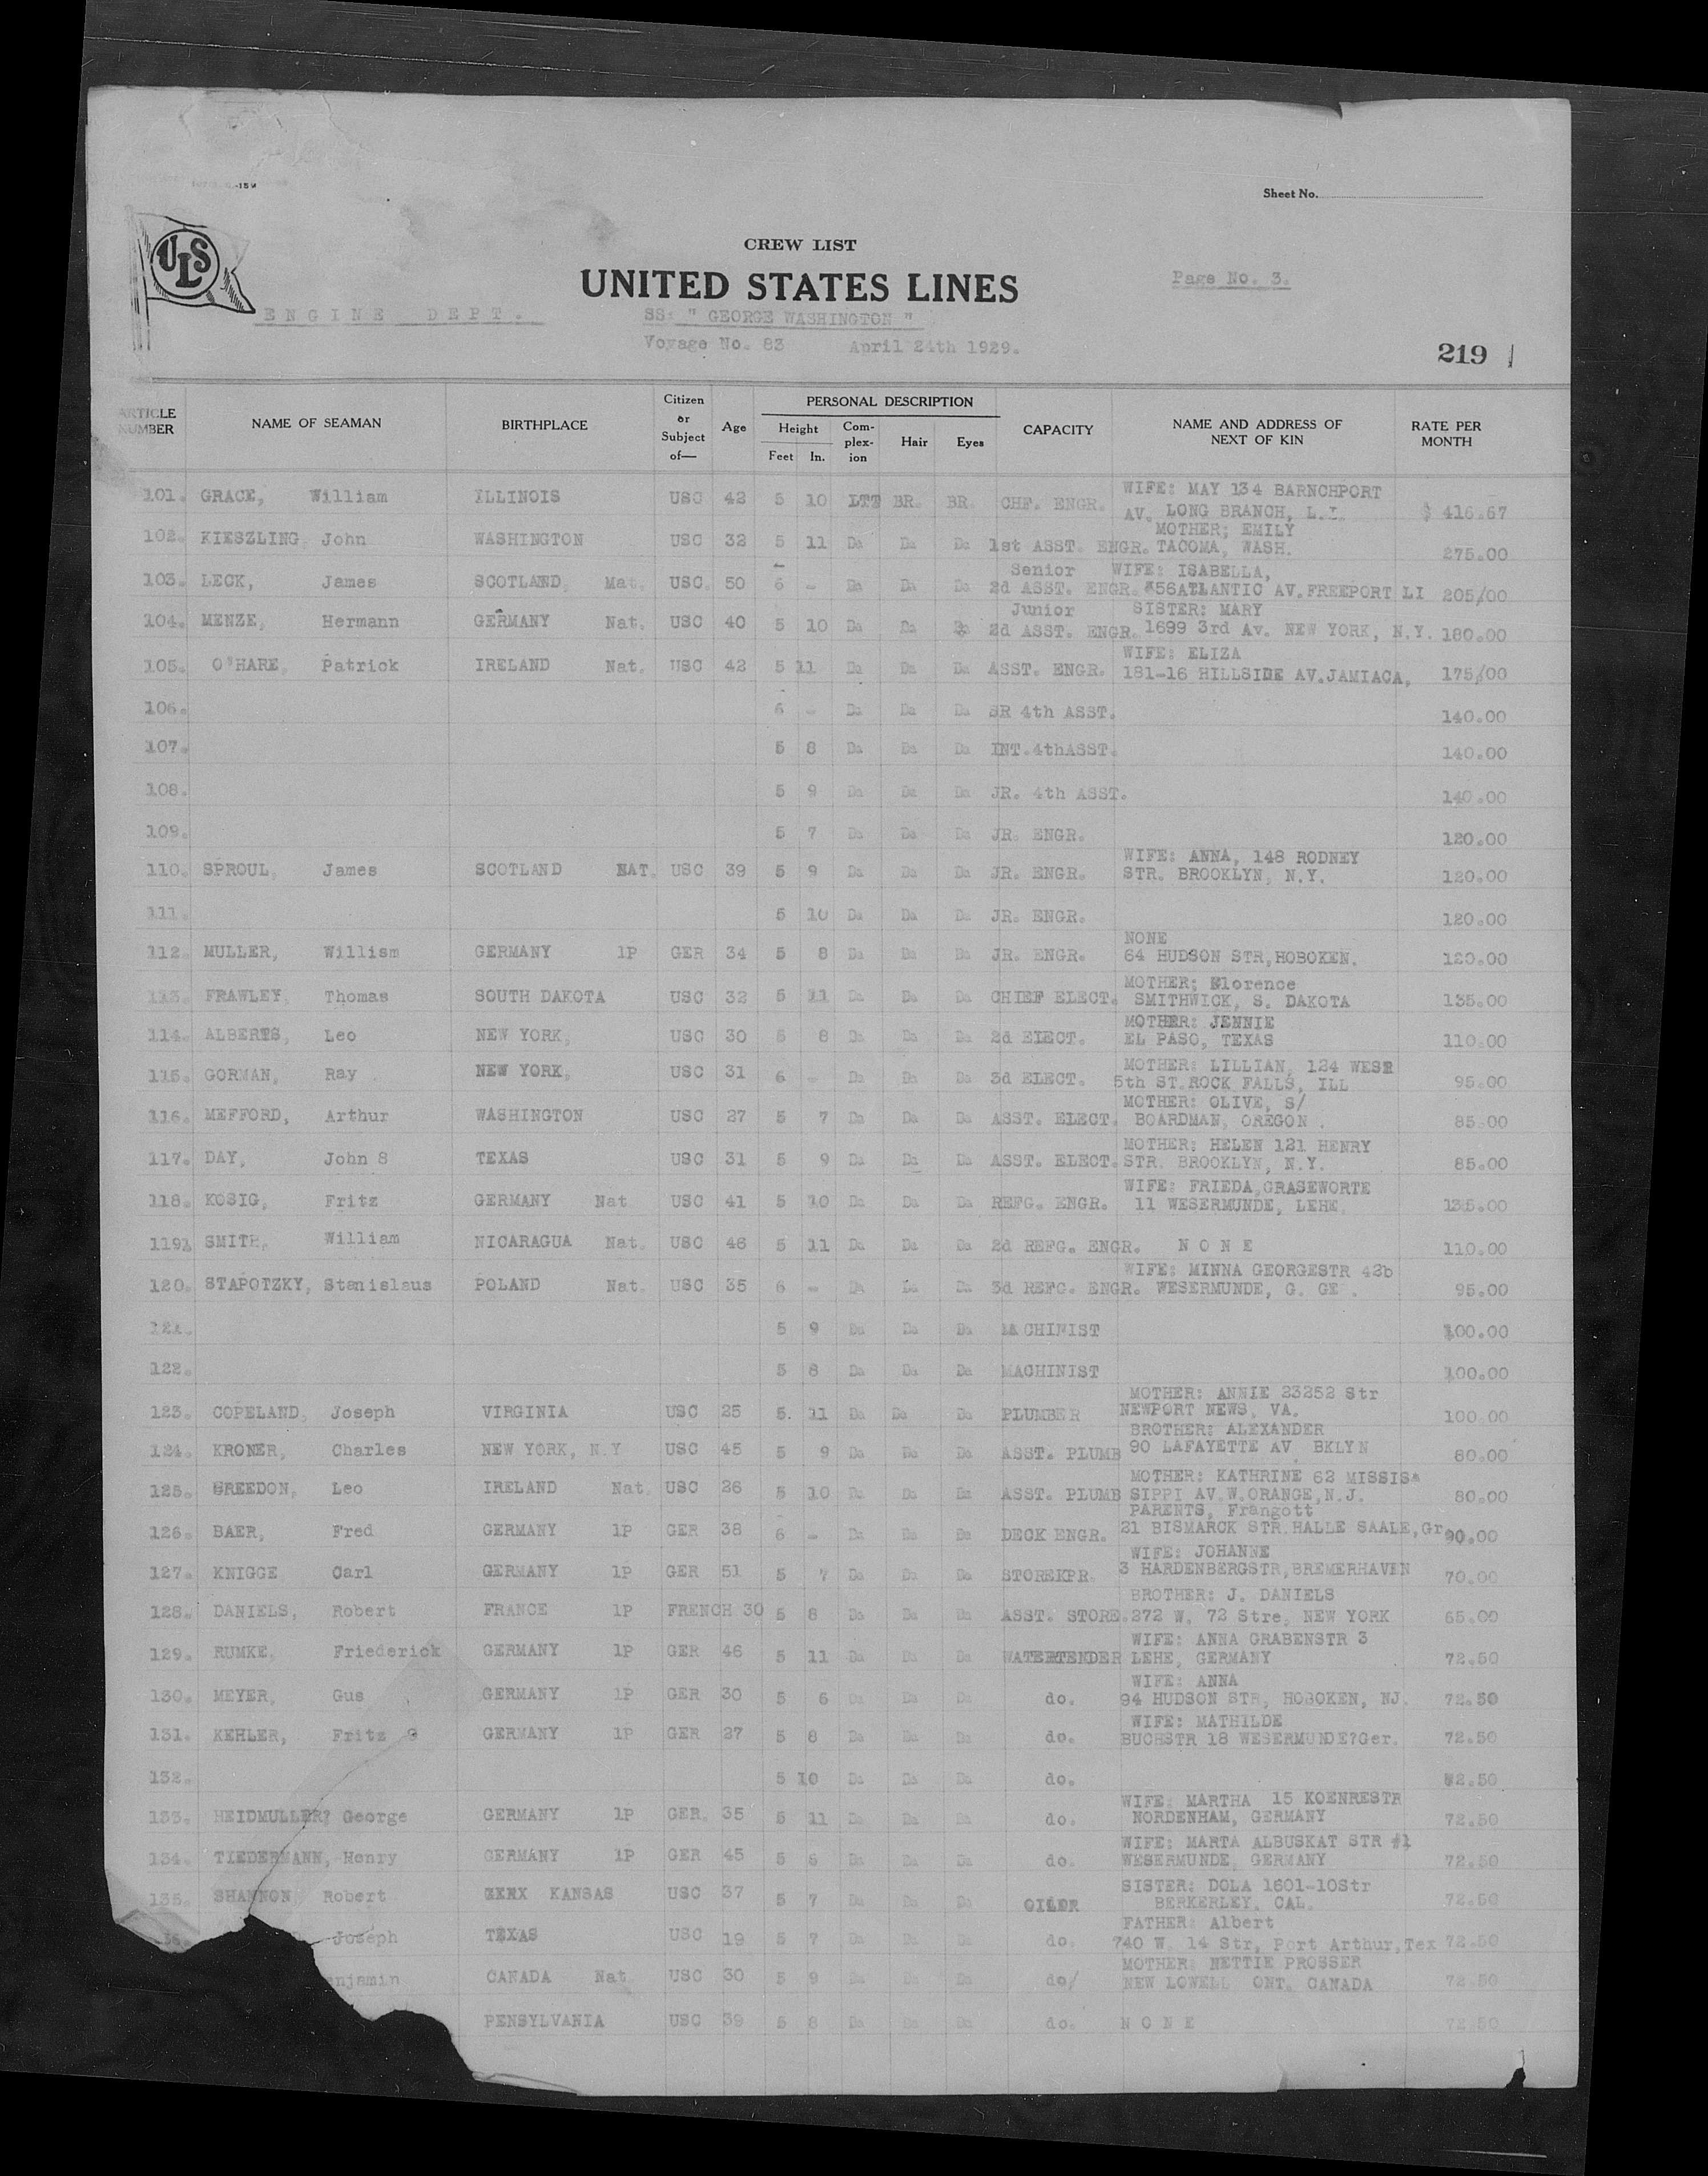 -15M
Sheet No.
ULS
CREW LIST
UNITED STATES LINES
Page No. 3.
ENGINE DEPT.
SS: " GEORGE WASHINGTON "
Voyage No. 83 April 24th 1929.
219
ARTICLE NUMBER NAME OF SEAMAN BIRTHPLACE Citizen or Subject of— Age PERSONAL DESCRIPTION CAPACITY NAME AND ADDRESS OF NEXT OF KIN RATE PER MONTH
Height Feet In. Complexion Hair Eyes
101. GRACE, William ILLINOIS USC 42 5 10 LTT BR. BR. CHF. ENGR. WIFE: MAY 134 BARNCHPORT
AV. LONG BRANCH, L.I. $ 416.67
102. KIESZLING John WASHINGTON USC 32 5 11 Do Do Do 1st ASST. ENGR. MOTHER; EMILY
TACOMA, WASH. 275.00
103. LECK, James SCOTLAND. Nat. USC. 50 6 - Do Do Do Senior 2d ASST. ENGR. WIFE: ISABELLA,
456ATLANTIC AV.FREEPORT LI 205/00
104. MENZE, Hermann GERMANY Nat. USC 40 5 10 Do Do Do Junior 2d ASST. ENGR. SISTER: MARY
1699 3rd Av. NEW YORK, N.Y. 180.00
105. O'HARE, Patrick IRELAND Nat. USC 42 5 11 Do Do Do ASST. ENGR. WIFE: ELIZA
181-16 HILLSIDE AV.JAMIACA, 175/00
106. 6 - Do Do Do SR 4th ASST. 140.00
107. 5 8 Do Do Do INT.4thASST. 140.00
108. 5 9 Do Do Do JR. 4th ASST. 140.00
109. 5 7 Do Do Do JR. ENGR. 120.00
110. SPROUL, James SCOTLAND NAT. USC 39 5 9 Do Do Do JR. ENGR. WIFE: ANNA, 148 RODNEY
STR. BROOKLYN, N.Y. 120.00
111. 5 10 Do Do Do JR. ENGR. 120.00
112. MULLER, Willism GERMANY 1P GER 34 5 8 Do Do Do JR. ENGR. NONE
64 HUDSON STR,HOBOKEN. 120.00
113. FRAWLEY, Thomas SOUTH DAKOTA USC 32 5 11 Do Do Do CHIEF ELECT. MOTHER; Florence
SMITHWICK, S. DAKOTA 135.00
114. ALBERTS, Leo NEW YORK, USC 30 5 8 Do Do Do 2d ELECT. MOTHER: JENNIE
EL PASO, TEXAS 110.00
115. GORMAN, Ray NEW YORK, USC 31 6 - Do Do Do 3d ELECT. MOTHER: LILLIAN, 124 WESR
5th ST.ROCK FALLS, ILL 95.00
116. MEFFORD, Arthur WASHINGTON USC 27 5 7 Do Do Do ASST. ELECT. MOTHER: OLIVE, S/
BOARDMAN, OREGON . 85.00
117. DAY, John S TEXAS USC 31 5 9 Do Do Do ASST. ELECT. MOTHER; HELEN 121 HENRY
STR. BROOKLYN, N.Y. 85.00
118. KOSIG, Fritz GERMANY Nat USC 41 5 10 Do Do Do REFG. ENGR. WIFE: FRIEDA,GRASEWORTE
11 WESERMUNDE, LEHE, 135.00
119. SMITH, William NICARAGUA Nat. USC 46 5 11 Do Do Do 2d REFG. ENGR. N O N E 110.00
120. STAPOTZKY, Stanislaus POLAND Nat. USC 35 6 - Do Do Do 3d REFG. ENGR. WIFE: MINNA GEORGESTR 42b
WESERMUNDE, G. GE . 95.00
121. 5 9 Do Do Do MACHINIST 100.00
122. 5 8 Do Do Do MACHINIST 100.00
123. COPELAND, Joseph VIRGINIA USC 25 5. 11 Do Do Do PLUMBER MOTHER: ANNIE 23252 Str
NEWPORT NEWS, VA. 100 00
124. KRONER, Charles NEW YORK, N.Y USC 45 5 9 Do Do Do ASST. PLUMB BROTHER: ALEXANDER
90 LAFAYETTE AV BKLYN 80.00
125. GREEDON, Leo IRELAND Nat. USC 26 5 10 Do Do Do ASST. PLUMB MOTHER: KATHRINE 62 MISSIS*
SIPPI AV.W.ORANGE,N.J. 80.00
126. BAER, Fred GERMANY 1P GER 38 6 - Do Do Do DECK ENGR. PARENTS, Frangott
21 BISMARCK STR.HALLE SAALE,Gr. 90.00
127. KNIGGE Carl GERMANY 1P GER 51 5 7 Do Do Do STOREKPR. WIFE: JOHANNE
3 HARDENBERGSTR,BREMERHAVEN 70.00
128. DANIELS, Robert FRANCE 1P FRENCH 30 5 8 Do Do Do ASST. STORE. BROTHER: J. DANIELS
272 W. 72 Stre, NEW YORK 65.00
129. RUMKE, Friederick GERMANY 1P GER 46 5 11 Do Do Do WATERTENDER WIFE: ANNA GRABENSTR 3
LEHE, GERMANY 72.50
130. MEYER, Gus GERMANY 1P GER 30 5 6 Do Do Do do. WIFE: ANNA
94 HUDSON STR, HOBOKEN, NJ. 72.50
131. KEHLER, Fritz G GERMANY 1P GER 27 5 8 Do Do Do do. WIFE: MATHILDE
BUCHSTR 18 WESERMUNDE?Ger. 72.50
132. 5 10 Do Do Do do. 72.50
133. HEIDMULLER? George GERMANY 1P GER. 35 5 11 Do Do Do do. WIFE: MARTHA 15 KOENRESTR
NORDENHAM, GERMANY 72.50
134. TIEDERMANN, Henry GERMANY 1P GER 45 5 6 Do Do Do do. WIFE: MARTA ALBUSKAT STR #1
WESERMUNDE, GERMANY 72.50
135. SHANNON Robert KANSAS USC 37 5 7 Do Do Do OILER SISTER: DOLA 1601-10Str
BERKERLEY, CAL. 72.50
36. Joseph TEXAS USC 19 5 7 Do Do Do do. FATHER: Albert
740 W. 14 Str, Port Arthur,Tex 72.50
njamin CANADA Nat USC 30 5 9 Do Do Do do/ MOTHER: NETTIE PROSSER
NEW LOWELL ONT. CANADA 72.50
PENSYLVANIA USC 39 5 8 Do Do Do do. N O N E 72.50